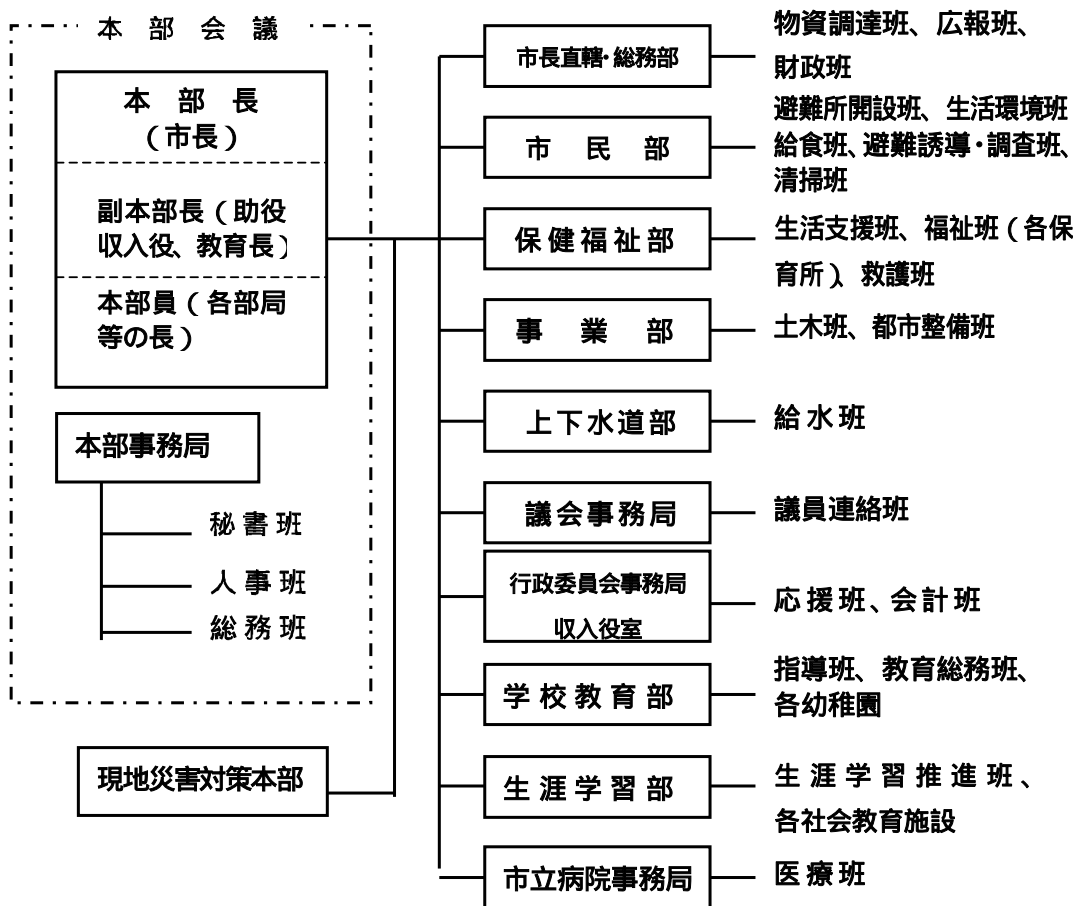 本部会議
本部長
（市長）
副本部長（助役
収入役、教育長）
本部員（各部局
等の長）
本部事務局
秘書班
人事班
総務班
現地災害対策本部
市長直轄・総務部
物資調達班、広報班、
財政班
市民部
避難所開設班、生活環境班
給食班、避難誘導・調査班、
清掃班
保健福祉部
生活支援班、福祉班（各保
育所）、救護班
事業部
土木班、都市整備班
上下水道部
給水班
議会事務局
議員連絡班
行政委員会事務局
収入役室
応援班、会計班
学校教育部
指導班、教育総務班、
各幼稚園
生涯学習部
生涯学習推進班、
各社会教育施設
市立病院事務局
医療班